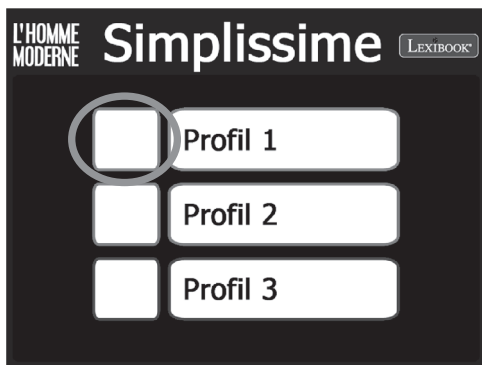 L'HOMME
MODERNE
Simplissime
LEXIBOOK®
Profil 1
Profil 2
Profil 3